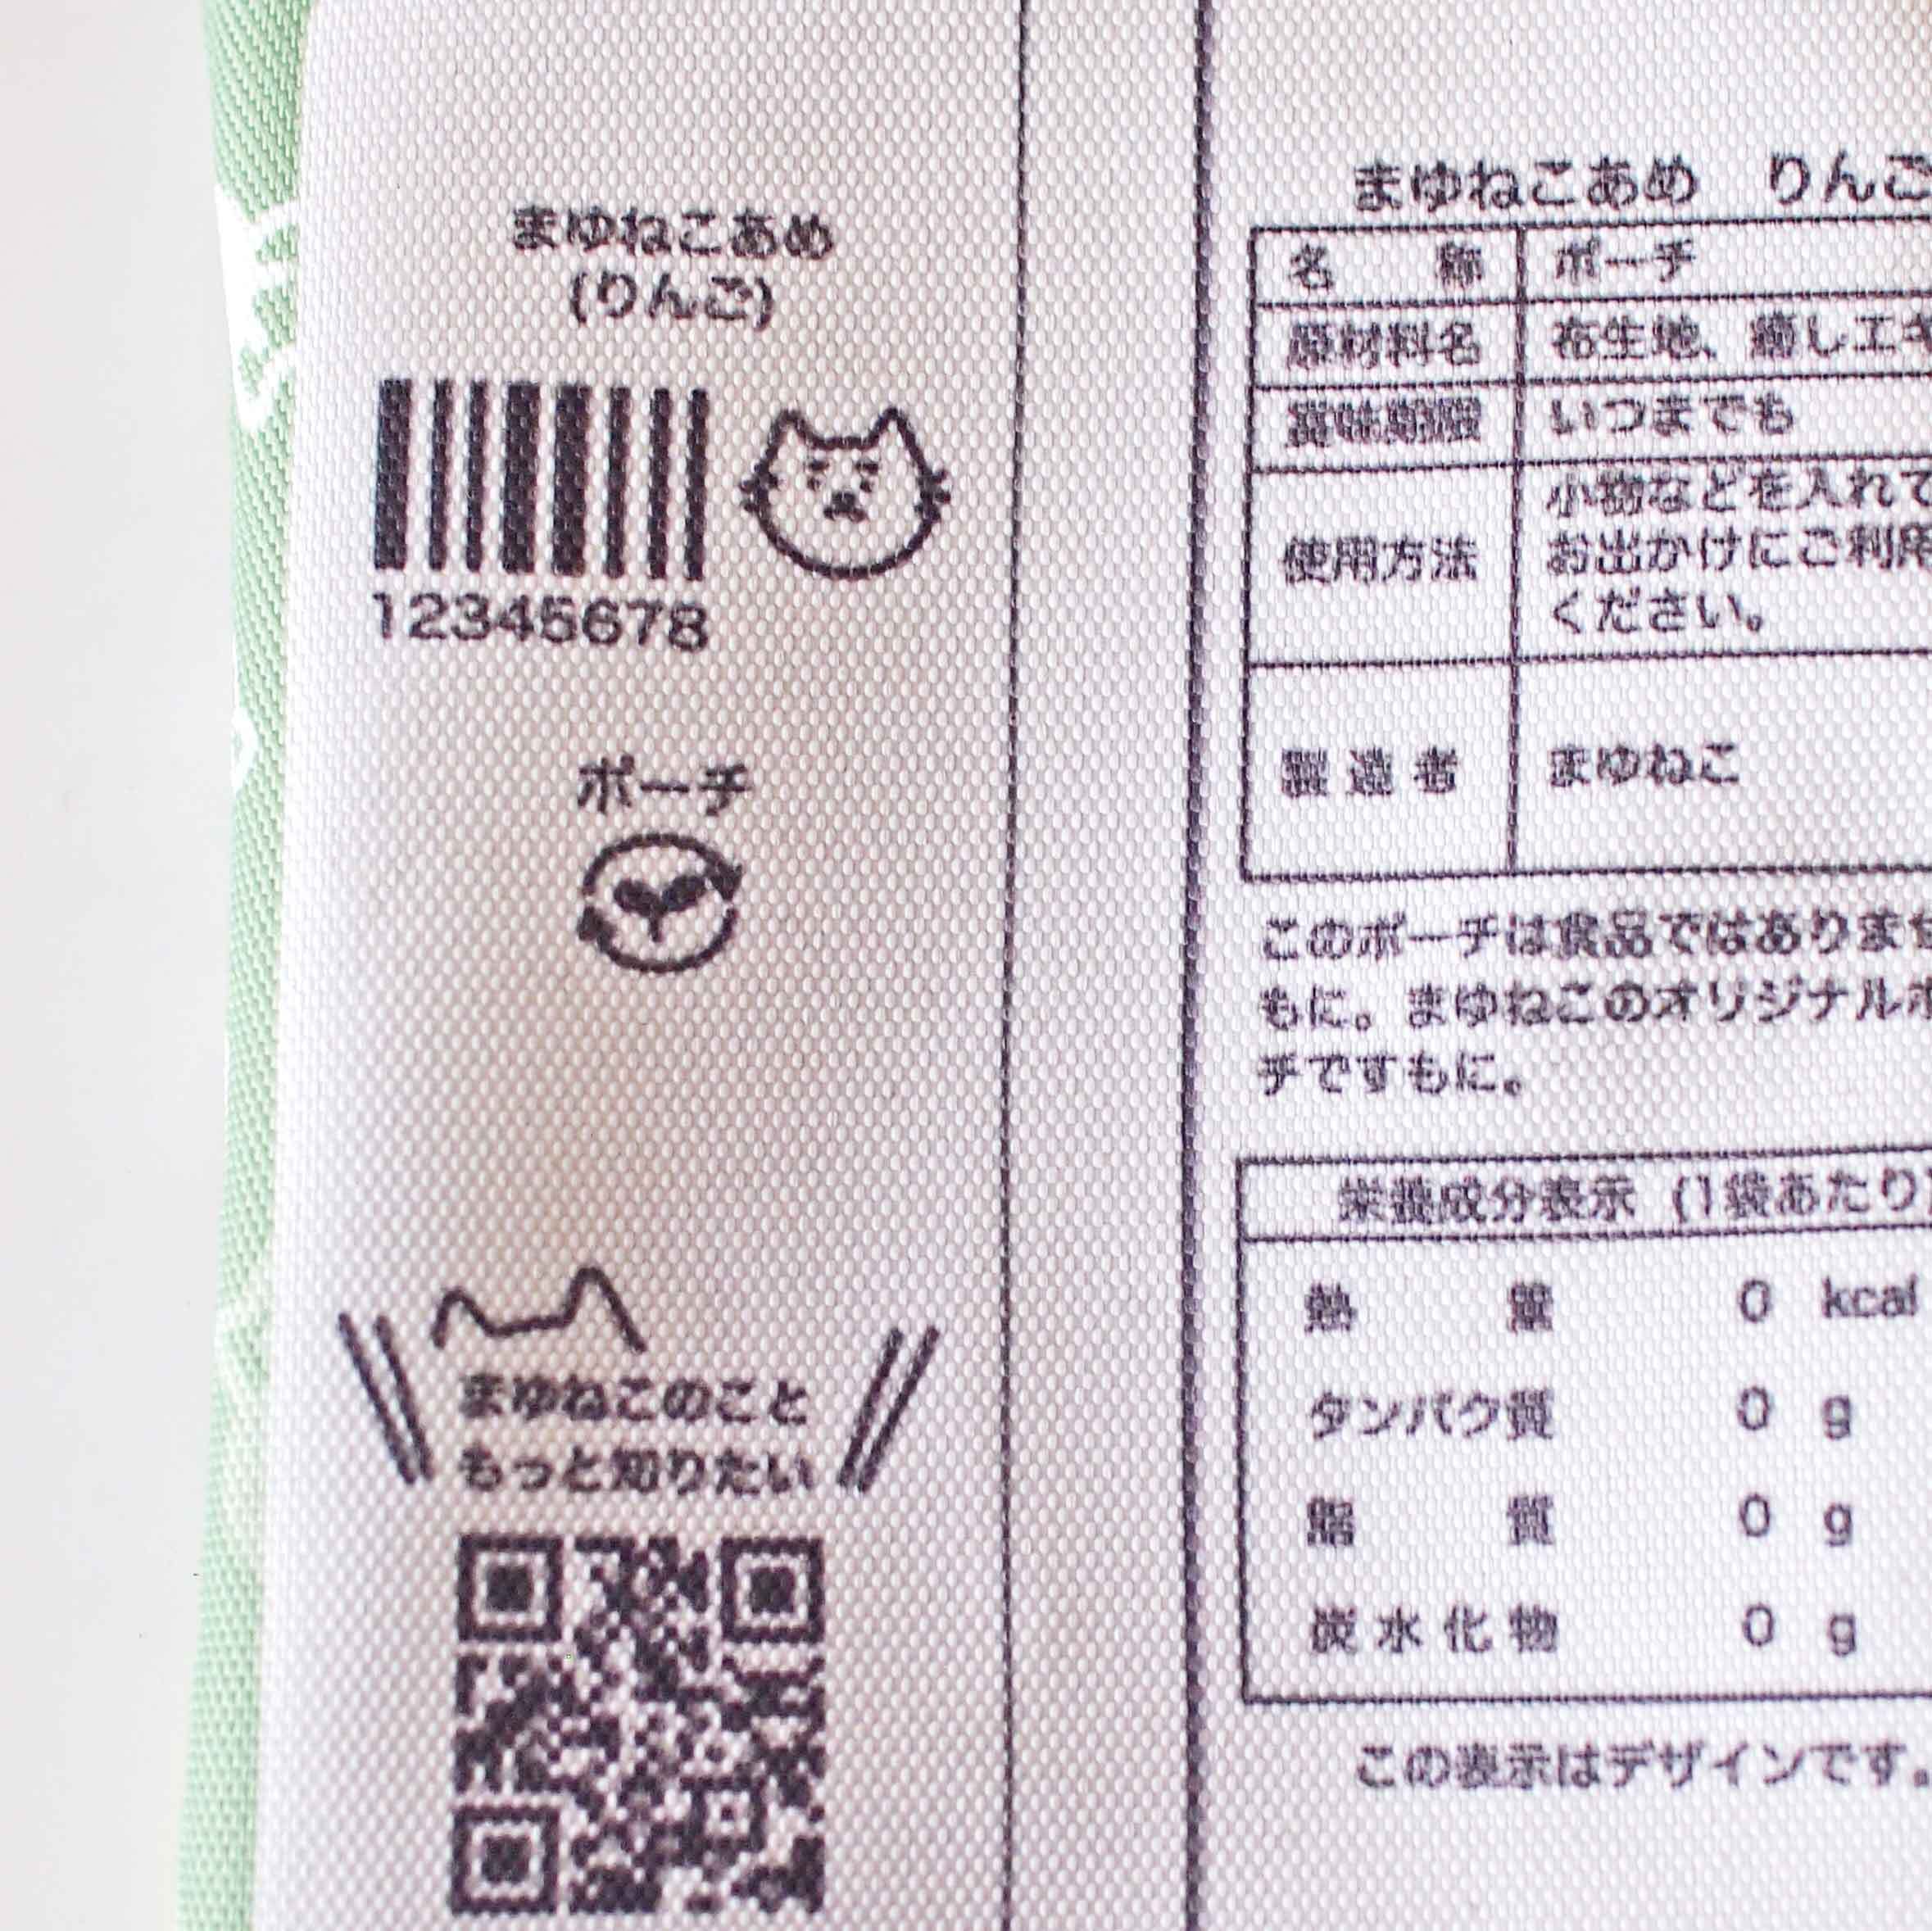 まゆねこあめ
(りんご)
12345678
ポーチ
まゆねこのこと
もっと知りたい
まゆねこあめ りんご
名 称 ポーチ
原材料名 布生地、癒しエキ
賞味期限 いつまでも
使用方法 小物などを入れて
お出かけにご利用
ください。
製造者 まゆねこ
このポーチは食品ではありませ
もに。まゆねこのオリジナルポ
チですもに。
栄養成分表示 (1袋あたり)
熱 量 0 kcal
タンパク質 0 g
脂 質 0 g
炭水化物 0 g
この表示はデザインです。